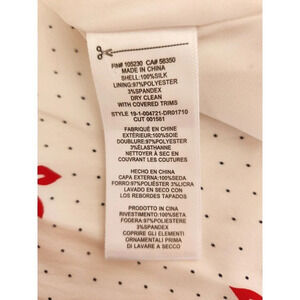 RN# 105230 CA# 58350
MADE IN CHINA
SHELL:100%SILK
LINING:97%POLYESTER
3%SPANDEX
DRY CLEAN
WITH COVERED TRIMS
STYLE 19-1-004721-DR01710
CUT 001581
FABRIQUÉ EN CHINE
EXTÉRIEUR:100%SOIE
DOUBLURE:97%POLYESTER
3%ÉLASTHANNE
NETTOYER À SEC EN
COUVRANT LES COUTURES
HECHO EN CHINA
CAPA EXTERNA:100%SEDA
FORRO:97%POLIÉSTER 3%LICRA
LAVADO EN SECO CON
LOS REBORDES TAPADOS
PRODOTTO IN CINA
RIVESTIMENTO:100%SETA
FODERA:97%POLIESTERE
3%SPANDEX
COPRIRE GLI ELEMENTI
ORNAMENTALI PRIMA
DI LAVARE A SECCO